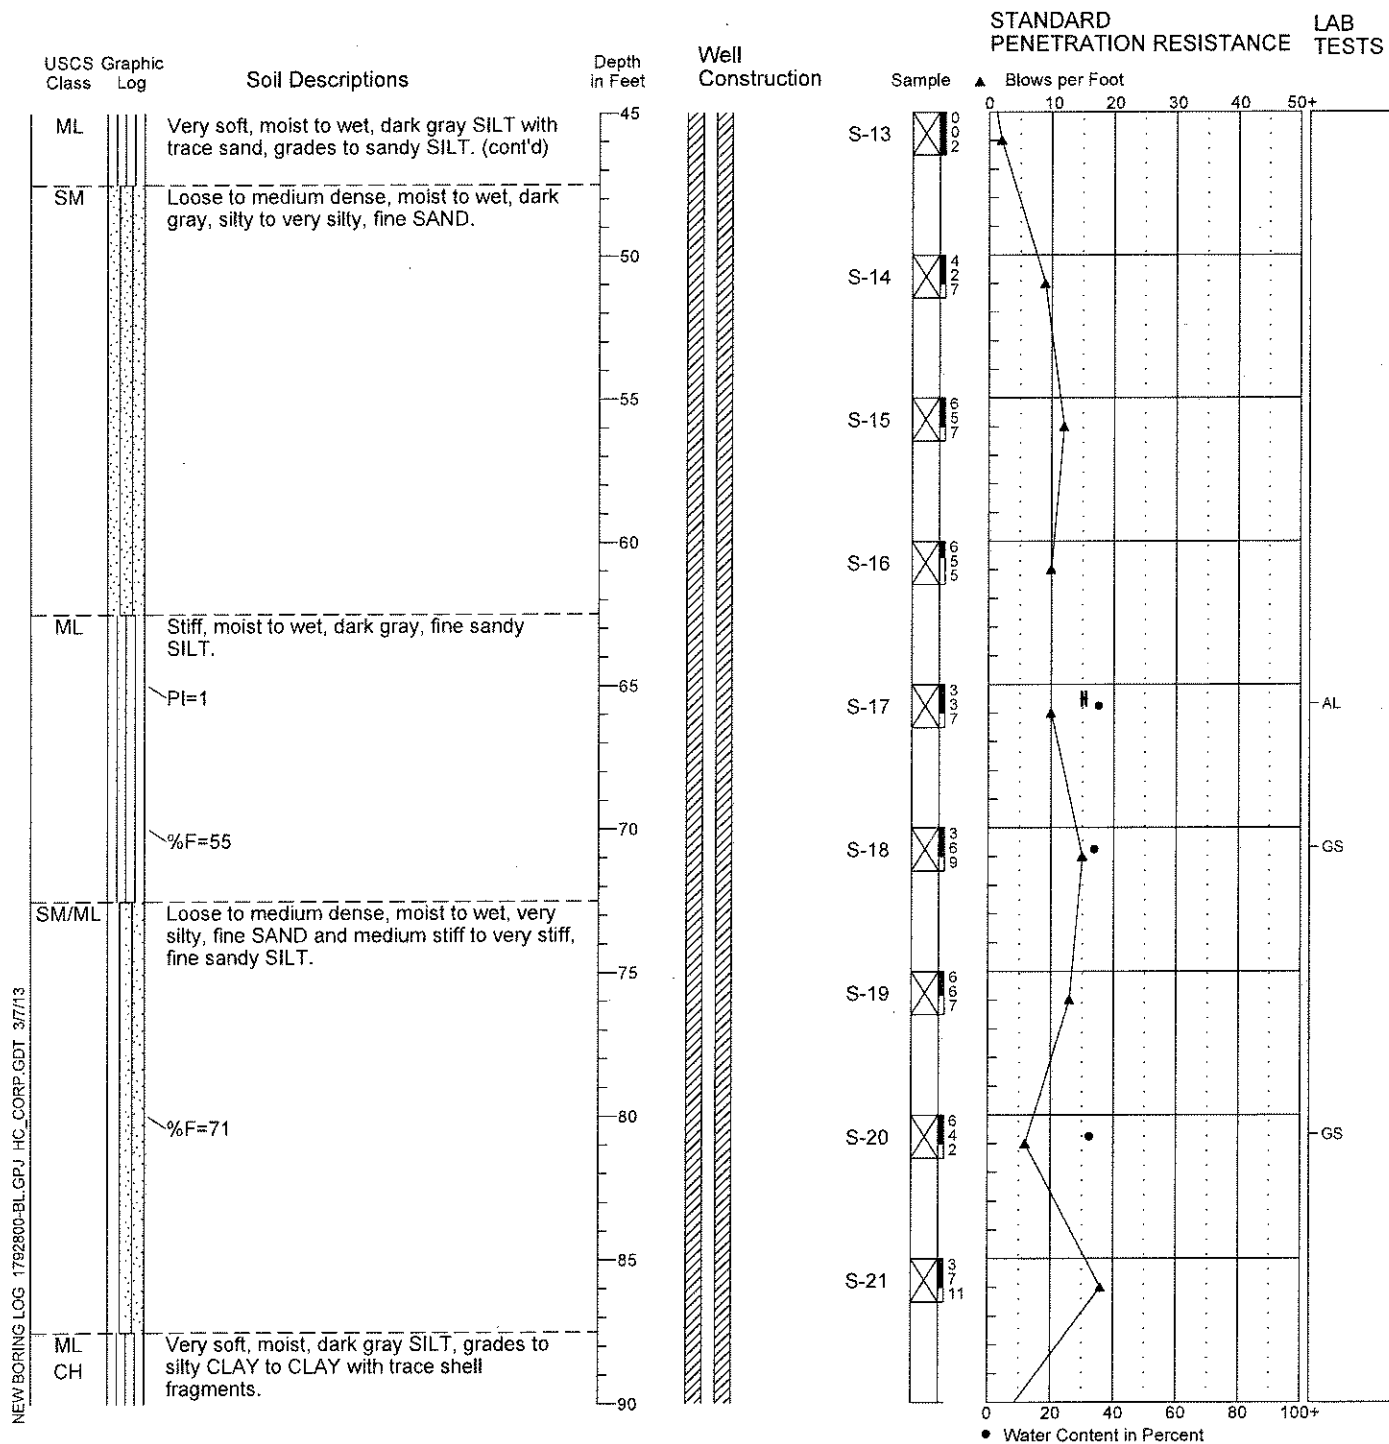 STANDARD
PENETRATION RESISTANCE
LAB
TESTS
USCS Graphic
Class Log
Soil Descriptions
Depth
in Feet
Well
Construction
Sample
▲ Blows per Foot
0 10 20 30 40 50+
ML
Very soft, moist to wet, dark gray SILT with
trace sand, grades to sandy SILT. (cont'd)
45
S-13
0
0
2
SM
Loose to medium dense, moist to wet, dark
gray, silty to very silty, fine SAND.
50
S-14
4
2
7
55
S-15
6
5
7
60
S-16
6
5
5
ML
Stiff, moist to wet, dark gray, fine sandy
SILT.
PI=1
65
S-17
3
3
7
AL
%F=55
70
S-18
3
6
9
GS
SM/ML
Loose to medium dense, moist to wet, very
silty, fine SAND and medium stiff to very stiff,
fine sandy SILT.
75
S-19
6
6
7
%F=71
80
S-20
6
4
2
GS
85
S-21
3
7
11
ML
CH
Very soft, moist, dark gray SILT, grades to
silty CLAY to CLAY with trace shell
fragments.
90
0 20 40 60 80 100+
● Water Content in Percent
NEW BORING LOG 1792800-BL.GPJ HC_CORP.GDT 3/7/13